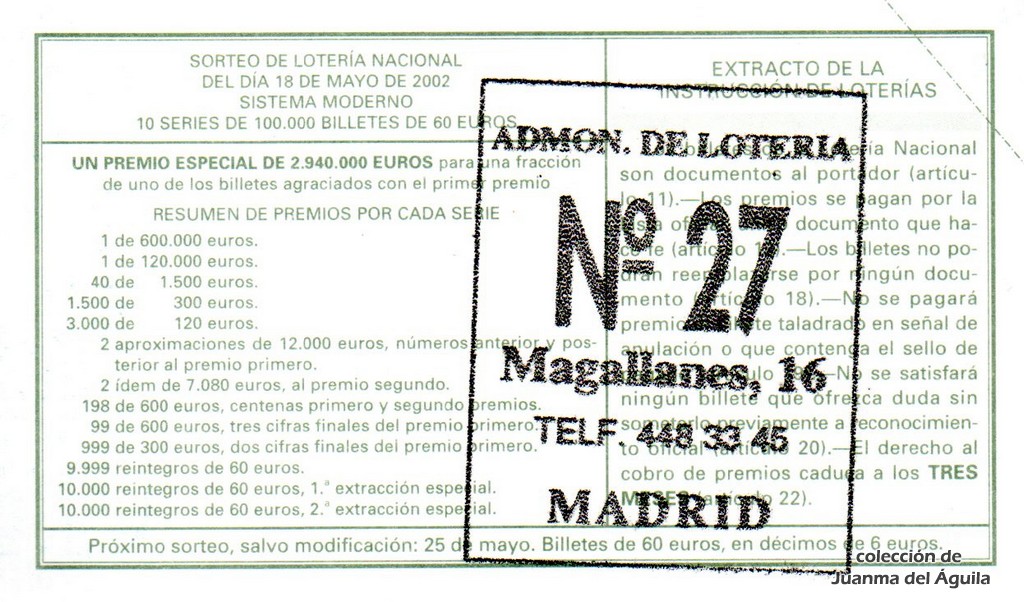 SORTEO DE LOTERÍA NACIONAL
DEL DÍA 18 DE MAYO DE 2002
SISTEMA MODERNO
10 SERIES DE 100.000 BILLETES DE 60 EUROS
UN PREMIO ESPECIAL DE 2.940.000 EUROS para una fracción
de uno de los billetes agraciados con el primer premio
RESUMEN DE PREMIOS POR CADA SERIE
1 de 600.000 euros.
1 de 120.000 euros.
40 de 1.500 euros.
1.500 de 300 euros.
3.000 de 120 euros.
2 aproximaciones de 12.000 euros, números anterior y pos-
terior al premio primero.
2 ídem de 7.080 euros, al premio segundo.
198 de 600 euros, centenas primero y segundo premios.
99 de 600 euros, tres cifras finales del premio primero.
999 de 300 euros, dos cifras finales del premio primero.
9.999 reintegros de 60 euros.
10.000 reintegros de 60 euros, 1.ª extracción especial.
10.000 reintegros de 60 euros, 2.ª extracción especial.
EXTRACTO DE LA
INSTRUCCIÓN DE LOTERÍAS
Nacional
son documentos al portador (artícu-
lo 11).—Los premios se pagan por la
documento que ha-
—Los billetes no po-
por ningún docu-
mento (artículo 18).—No se pagará
taladrado en señal de
anulación o que contenga el sello de
—No se satisfará
ningún billete que ofrezca duda sin
someterlo previamente a reconocimien-
to oficial (artículo 20).—El derecho al
cobro de premios caduca a los TRES
MESES (artículo 22).
Próximo sorteo, salvo modificación: 25 de mayo. Billetes de 60 euros, en décimos de 6 euros.
ADMON. DE LOTERIA
Nº 27
Magallanes, 16
TELF. 448 33 45
MADRID
colección de
Juanma del Águila